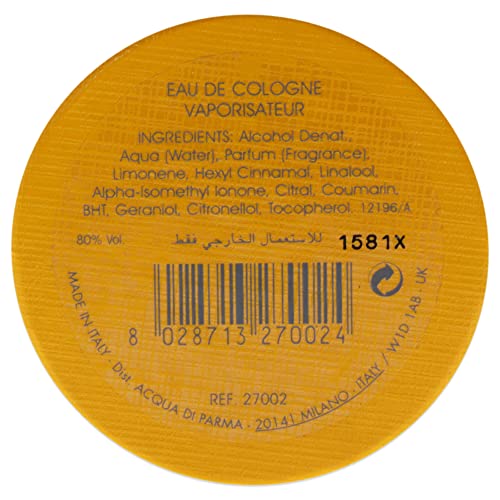 EAU DE COLOGNE
VAPORISATEUR
INGREDIENTS: Alcohol Denat.,
Aqua (Water), Parfum (Fragrance),
Limonene, Hexyl Cinnamal, Linalool,
Alpha-Isomethyl Ionone, Citral, Coumarin,
BHT, Geraniol, Citronellol, Tocopherol. 12196/A
80% Vol. للاستعمال الخارجي فقط 1581X
8 028713 270024
REF. 27002
MADE IN ITALY - Dist. ACQUA DI PARMA - 20141 MILANO - ITALY / W1D 1AB - UK